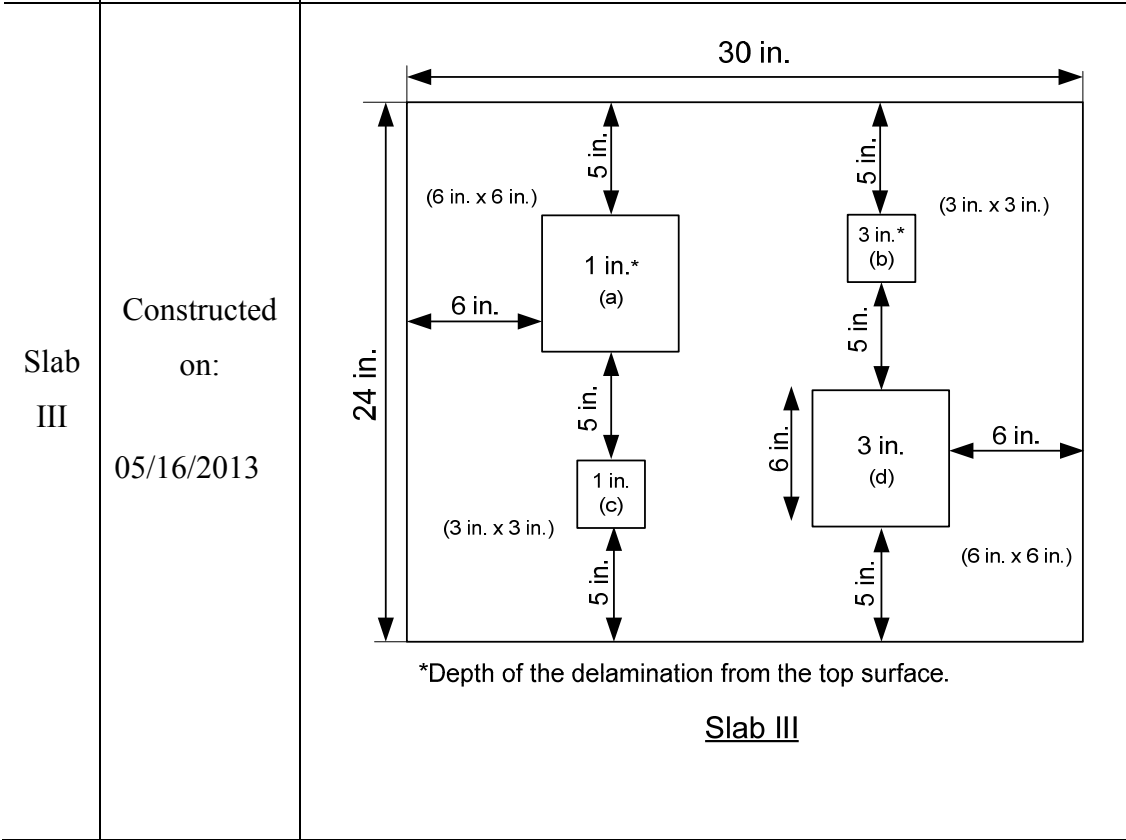 Slab
III
Constructed
on:
05/16/2013
30 in.
24 in.
5 in.
5 in.
(6 in. x 6 in.)
(3 in. x 3 in.)
1 in.*
(a)
3 in.*
(b)
6 in.
5 in.
5 in.
6 in.
3 in.
(d)
6 in.
1 in.
(c)
(3 in. x 3 in.)
(6 in. x 6 in.)
5 in.
5 in.
*Depth of the delamination from the top surface.
Slab III